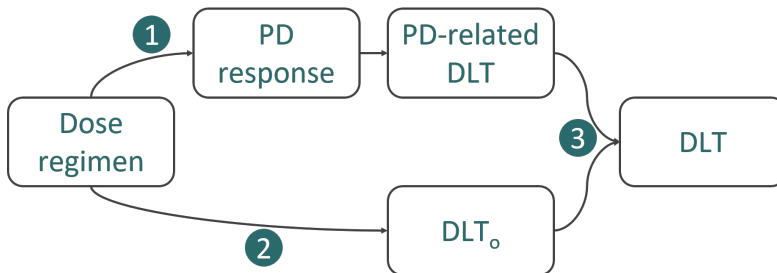 1
PD
response
PD-related
DLT
Dose
regimen
3
DLT
2
DLTₒ